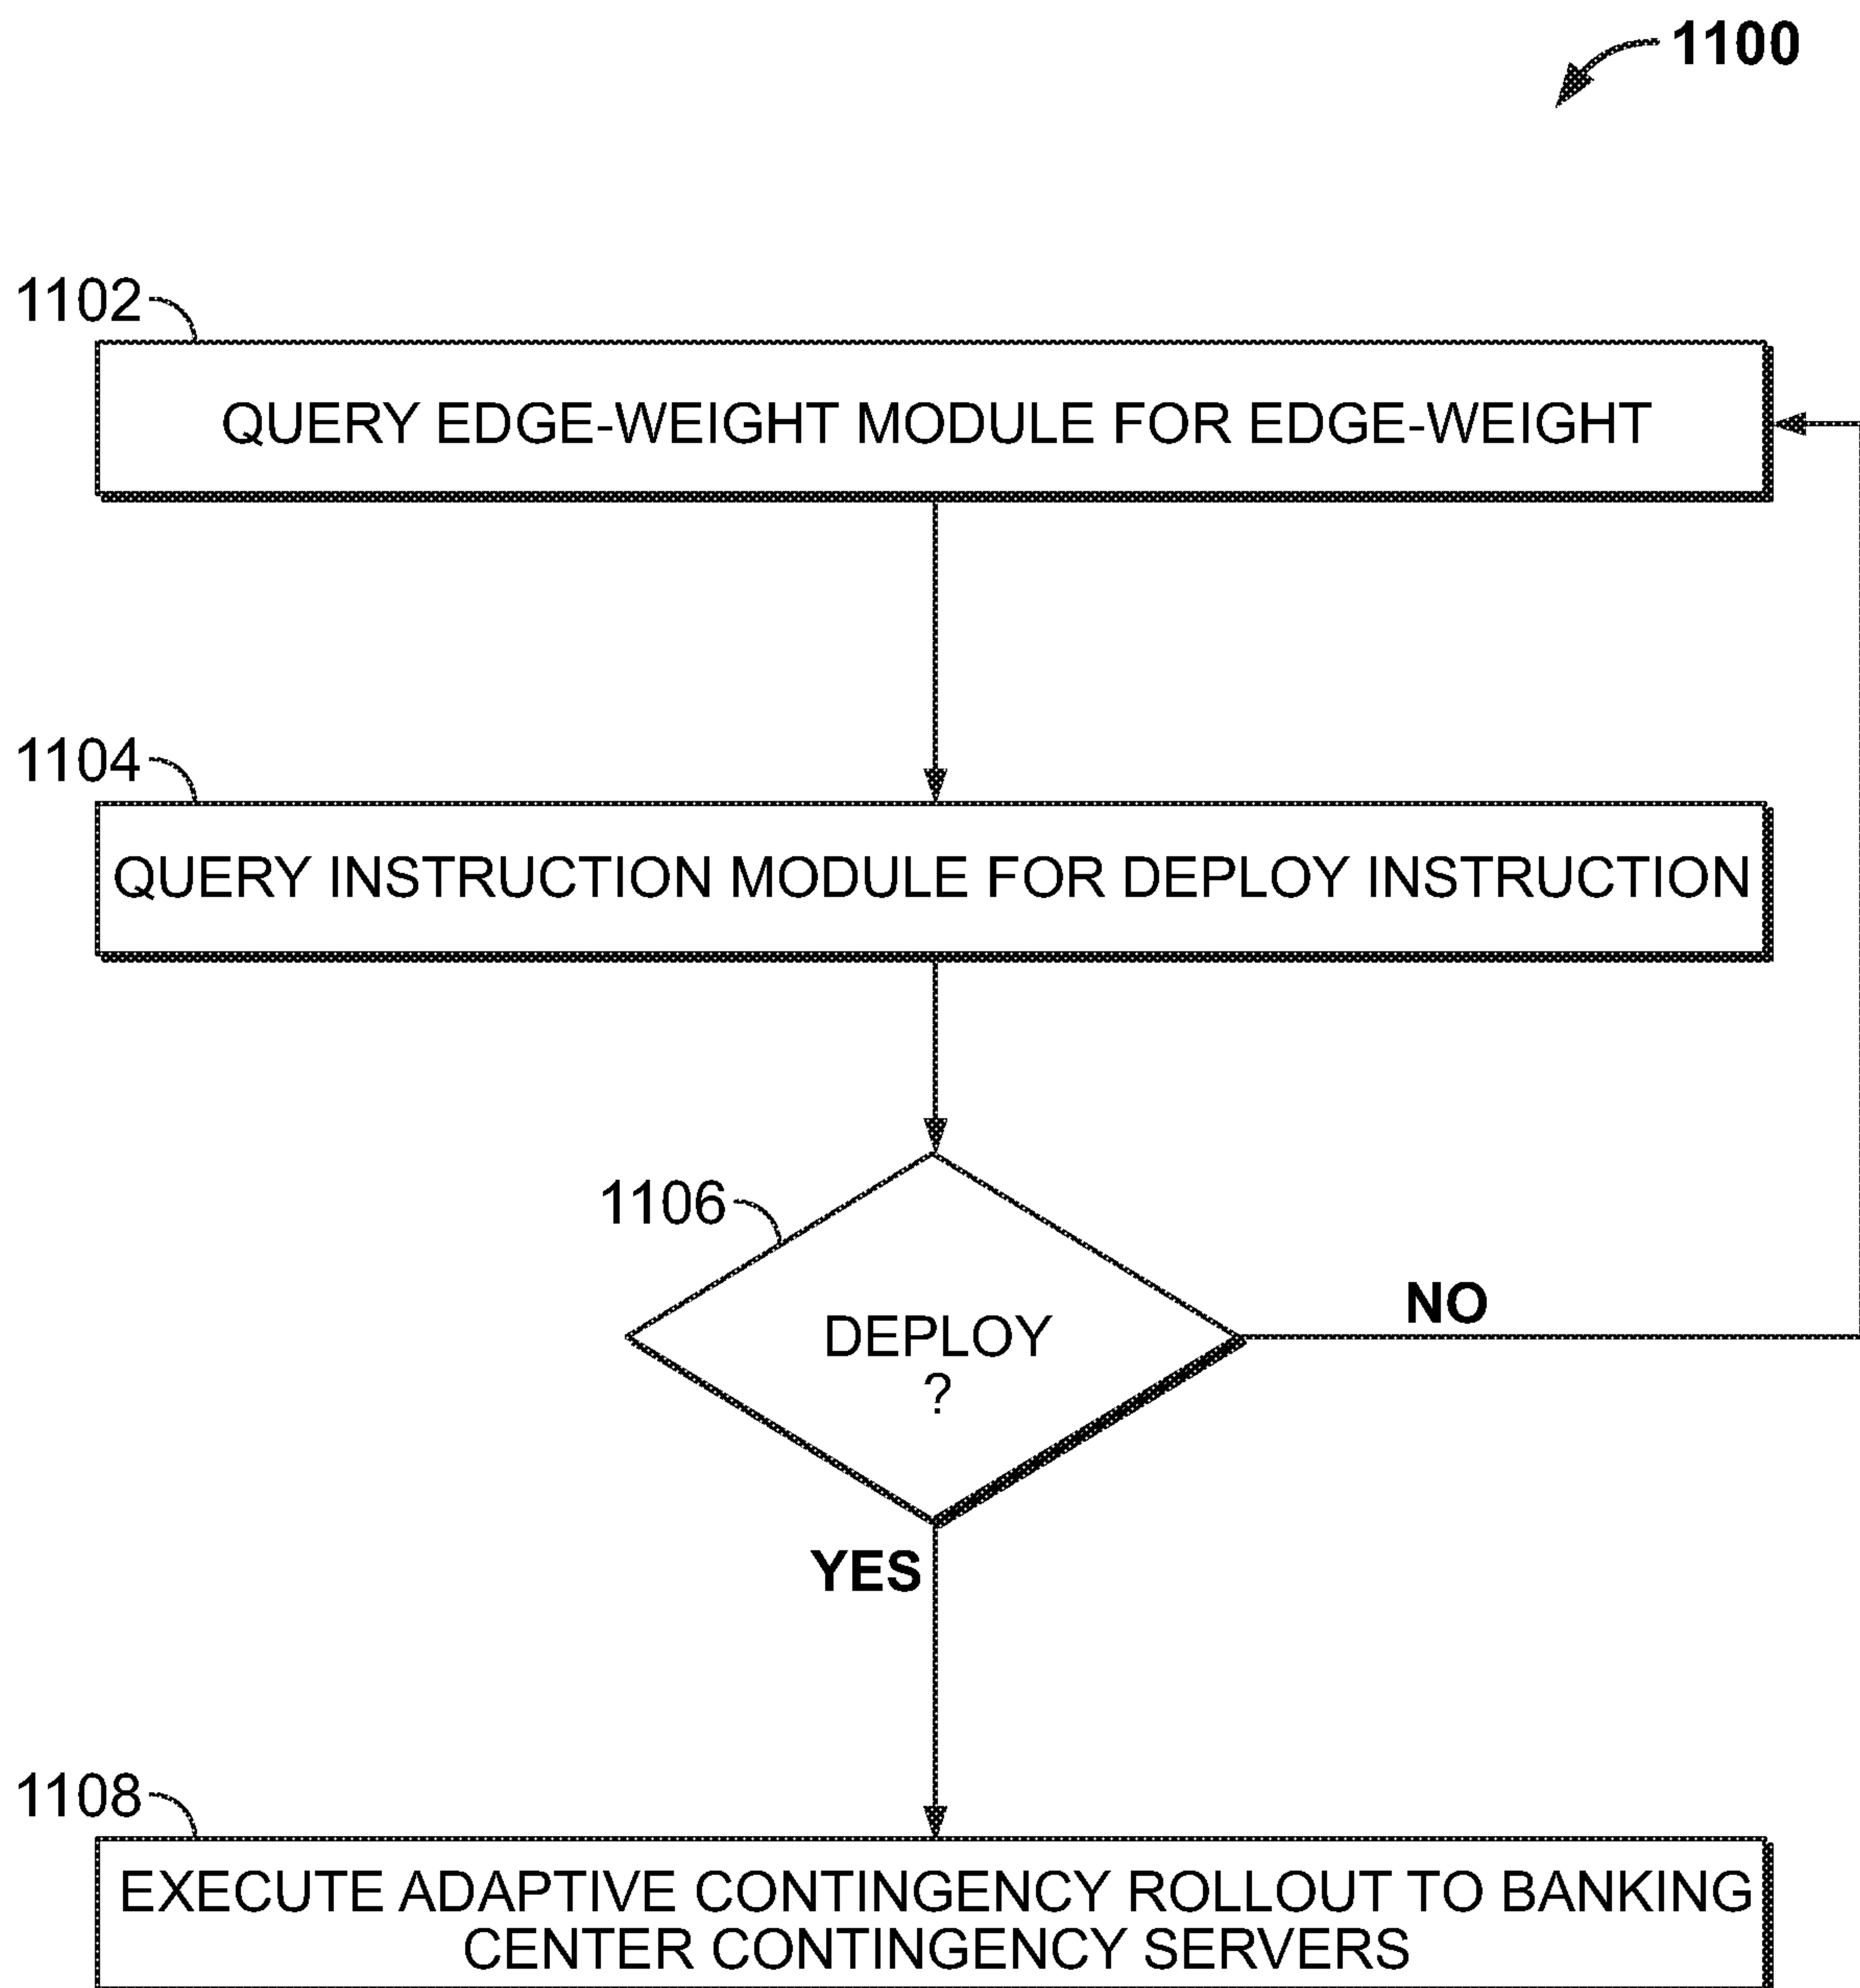 1100
1102
QUERY EDGE-WEIGHT MODULE FOR EDGE-WEIGHT
1104
QUERY INSTRUCTION MODULE FOR DEPLOY INSTRUCTION
1106
DEPLOY
?
NO
YES
1108
EXECUTE ADAPTIVE CONTINGENCY ROLLOUT TO BANKING
CENTER CONTINGENCY SERVERS